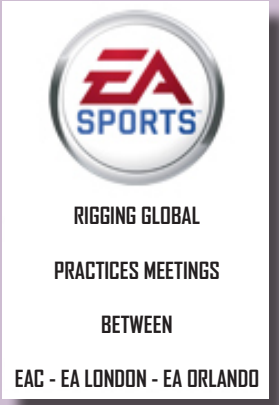 EA
SPORTS
RIGGING GLOBAL
PRACTICES MEETINGS
BETWEEN
EAC - EA LONDON - EA ORLANDO